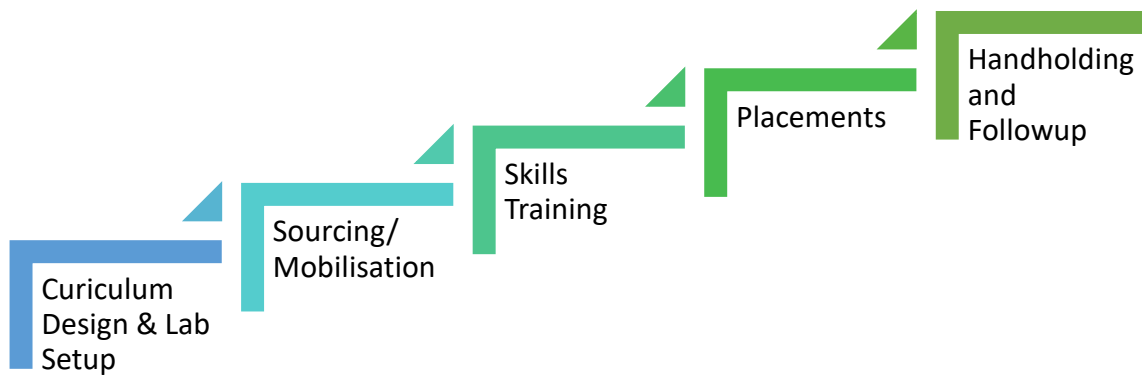 Curiculum
Design & Lab
Setup
Sourcing/
Mobilisation
Skills
Training
Placements
Handholding
and
Followup